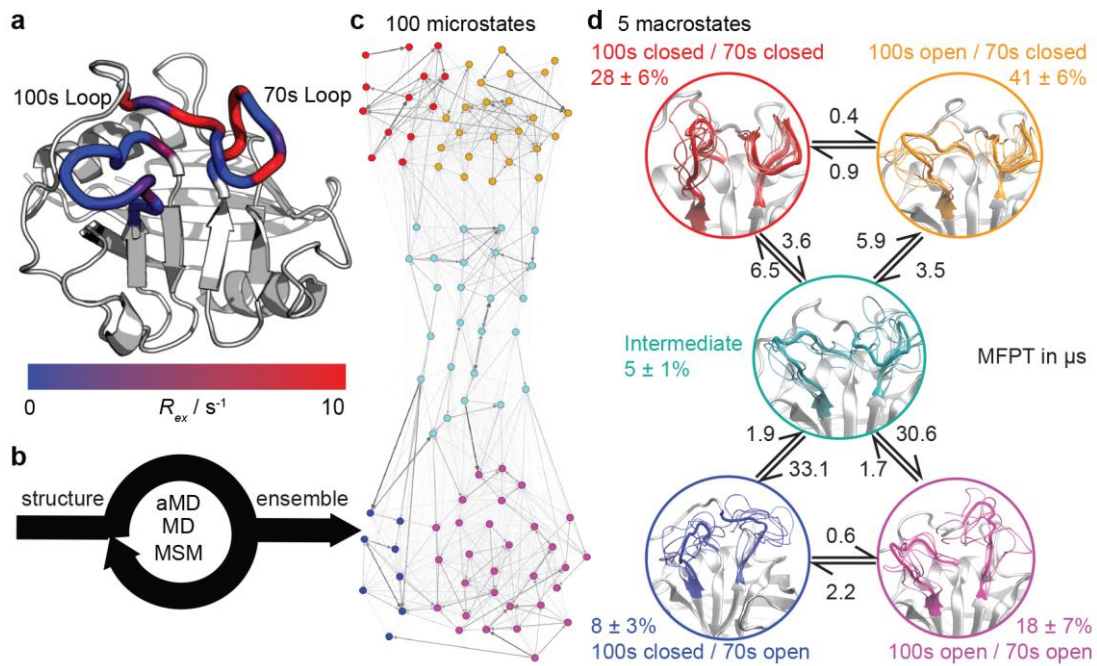 a
100s Loop
70s Loop
0
R_ex / s⁻¹
10
b
structure
aMD
MD
MSM
ensemble
c 100 microstates
d 5 macrostates
100s closed / 70s closed
28 ± 6%
100s open / 70s closed
41 ± 6%
0.4
0.9
3.6
6.5
5.9
3.5
Intermediate
5 ± 1%
MFPT in µs
1.9
33.1
30.6
1.7
0.6
2.2
8 ± 3%
100s closed / 70s open
18 ± 7%
100s open / 70s open